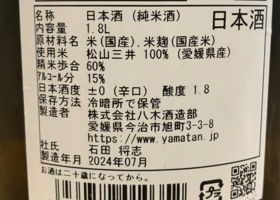 名称 日本酒(純米酒) 日本酒
内容量 1.8L
原材料名 米(国産)、米麹(国産米)
使用米 松山三井 100% (愛媛県産)
精米歩合 60%
アルコール分 15%
日本酒度 ±0 (辛口) 酸度 1.8
保存方法 冷暗所で保管
製造者 株式会社八木酒造部
愛媛県今治市旭町3-3-8
https://www.yamatan.jp
杜氏 石田 将志
製造年月 2024年07月
お酒は二十歳になってから。